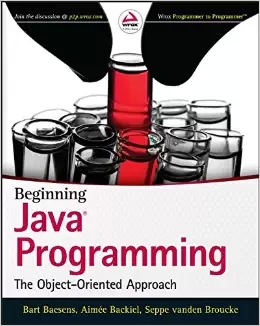 Join the discussion @ p2p.wrox.com
wrox
Wrox Programmer to Programmer™
Beginning
Java®
Programming
The Object-Oriented Approach
Bart Baesens, Aimée Backiel, Seppe vanden Broucke